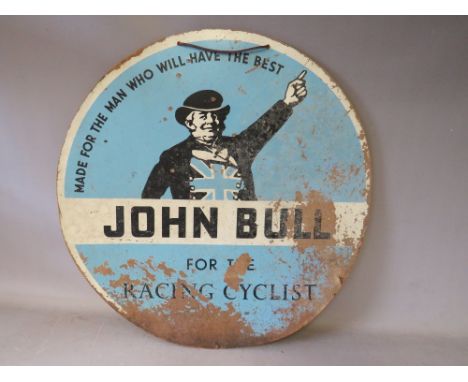 MADE FOR THE MAN WHO WILL HAVE THE BEST
JOHN BULL
FOR THE
RACING CYCLIST